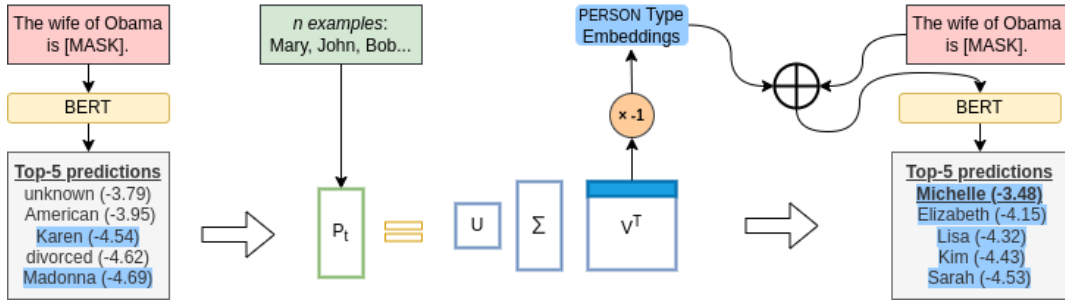 The wife of Obama
is [MASK].
BERT
Top-5 predictions
unknown (-3.79)
American (-3.95)
Karen (-4.54)
divorced (-4.62)
Madonna (-4.69)
n examples:
Mary, John, Bob...
Pt
U
Σ
V^T
× -1
PERSON Type
Embeddings
The wife of Obama
is [MASK].
BERT
Top-5 predictions
Michelle (-3.48)
Elizabeth (-4.15)
Lisa (-4.32)
Kim (-4.43)
Sarah (-4.53)